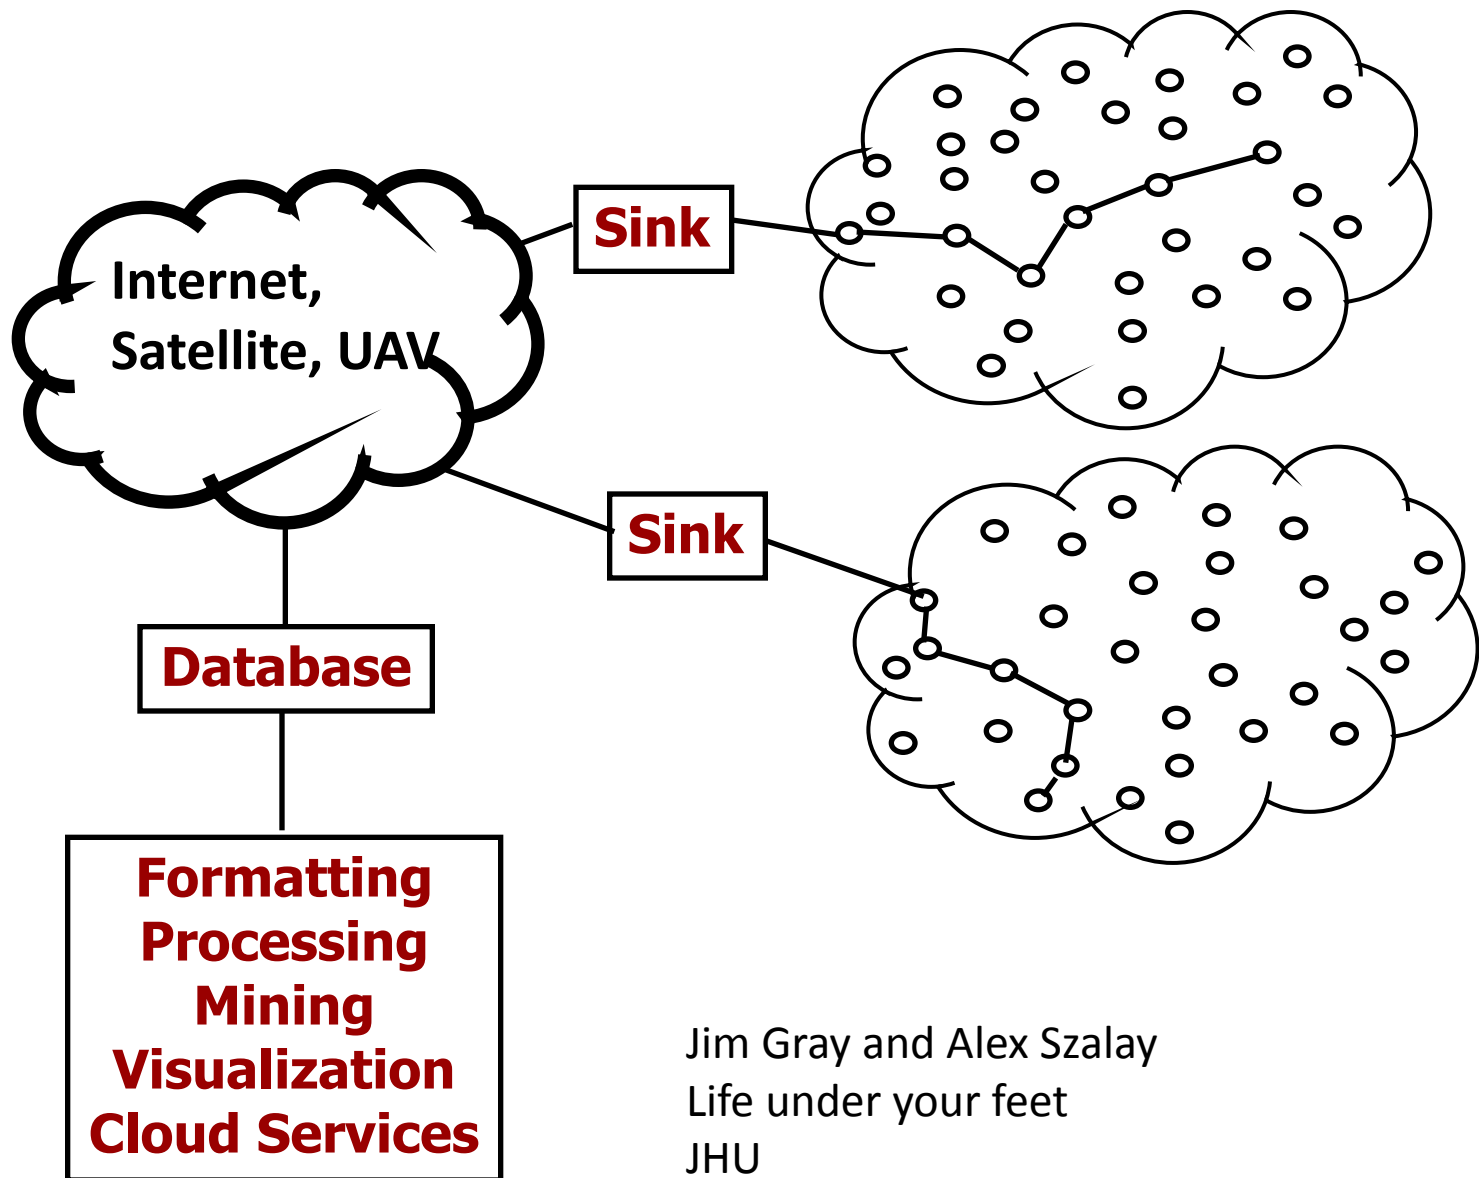 Internet,
Satellite, UAV
Sink
Sink
Database
Formatting
Processing
Mining
Visualization
Cloud Services
Jim Gray and Alex Szalay
Life under your feet
JHU